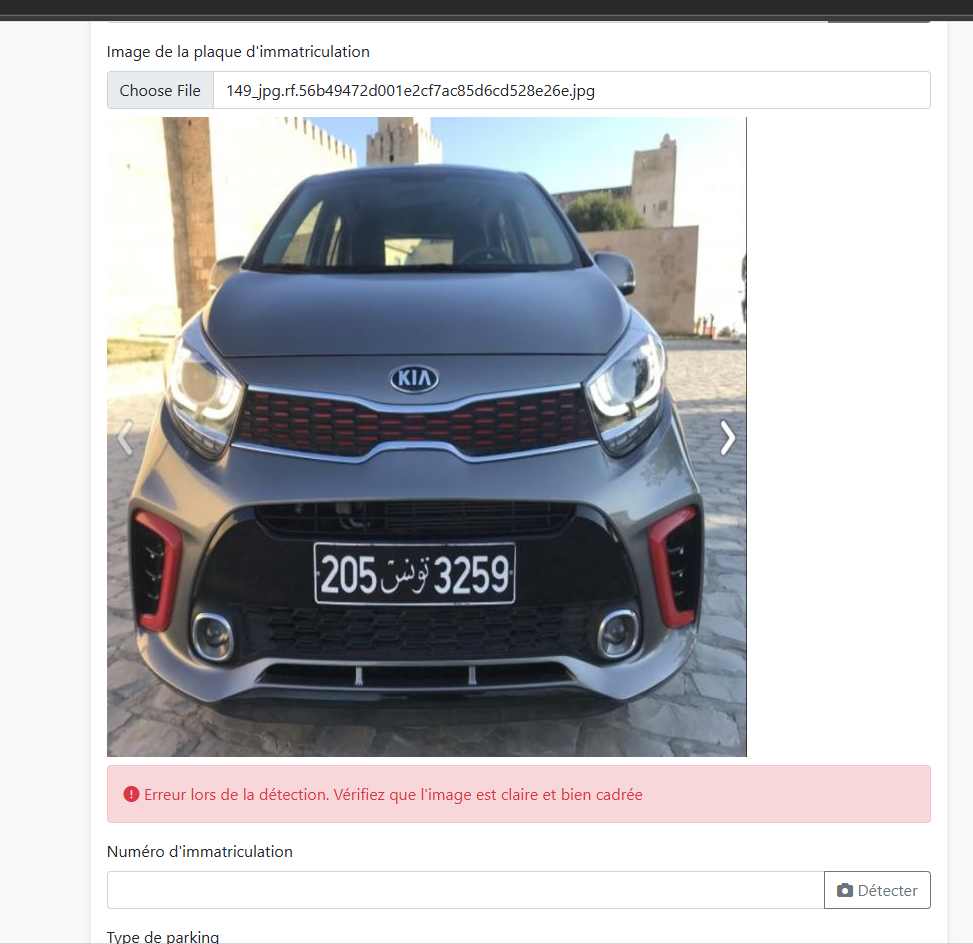 Image de la plaque d'immatriculation
Choose File 149_jpg.rf.56b49472d001e2cf7ac85d6cd528e26e.jpg
KIA
205 تونس 3259
Erreur lors de la détection. Vérifiez que l'image est claire et bien cadrée
Numéro d'immatriculation
Détecter
Type de parking